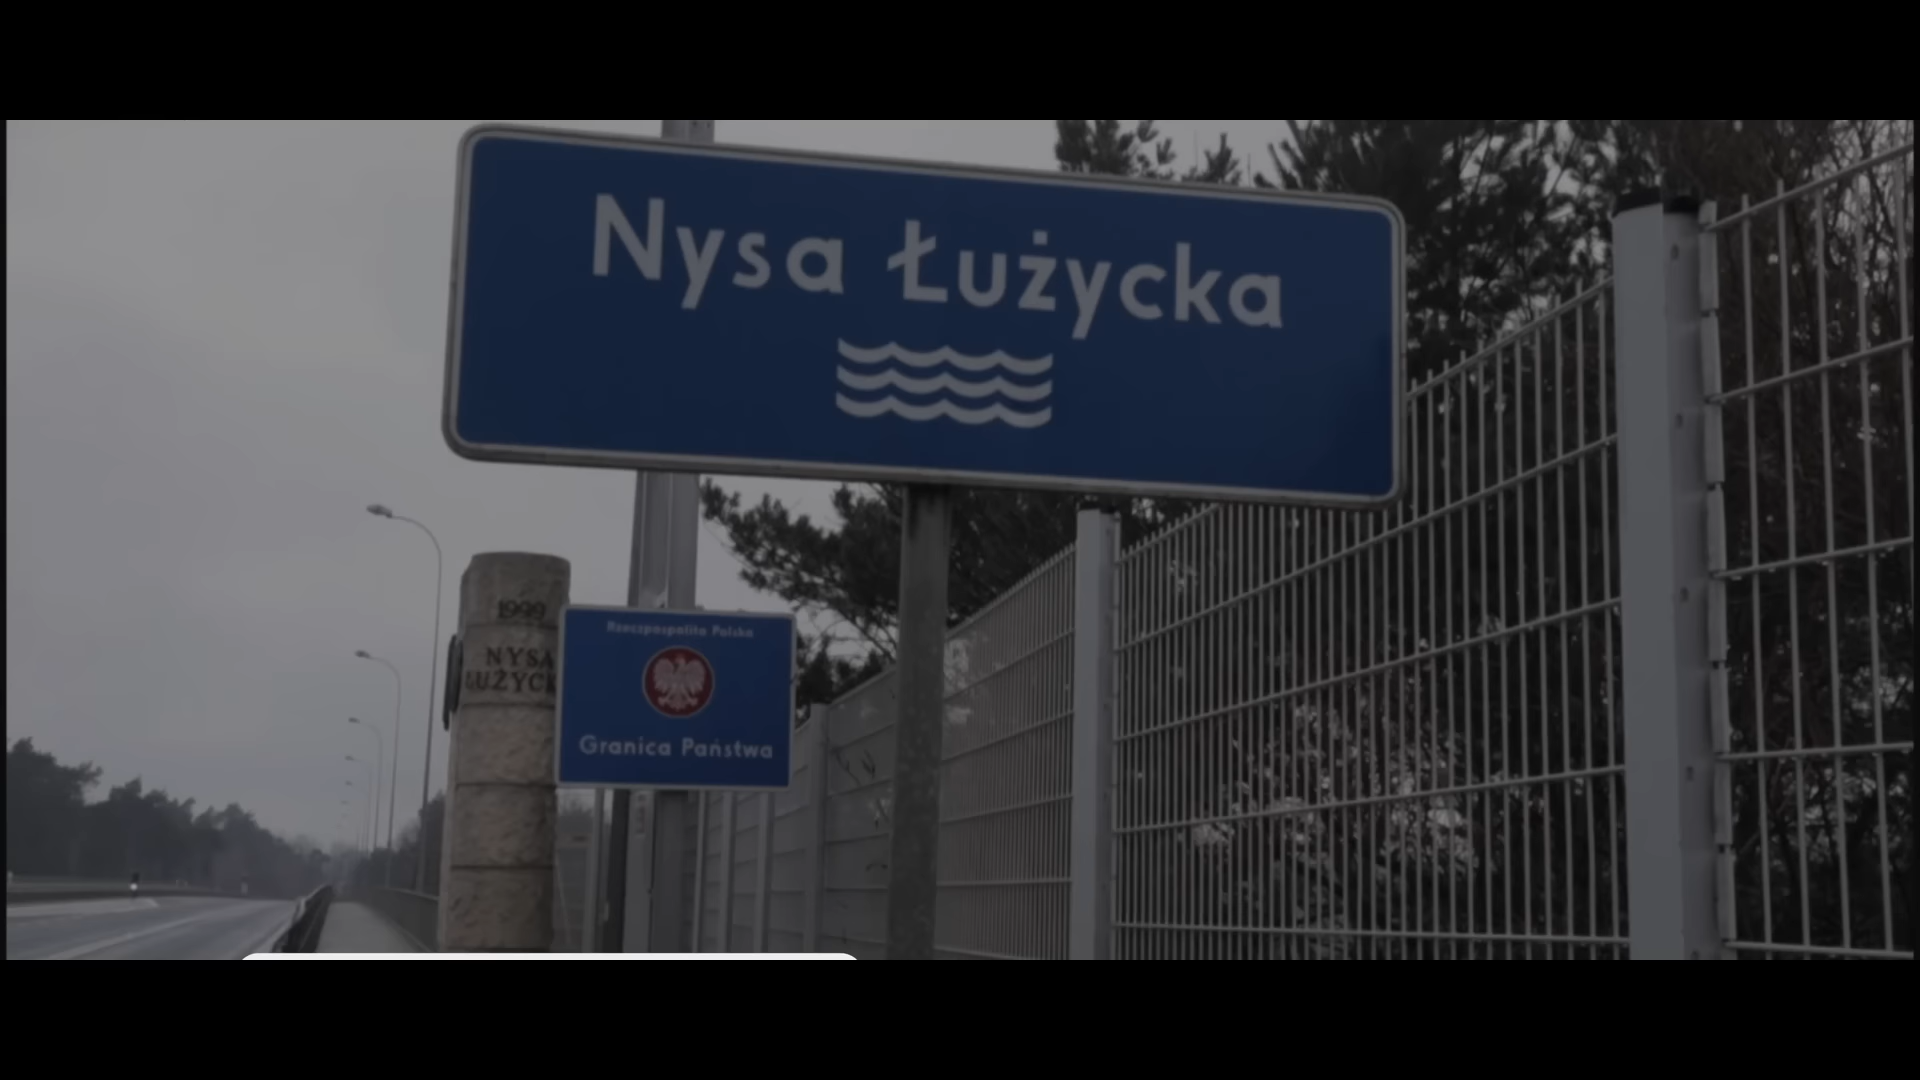 Nysa Łużycka
1999
NYSA
ŁUŻYCK
Rzeczpospolita Polska
Granica Państwa